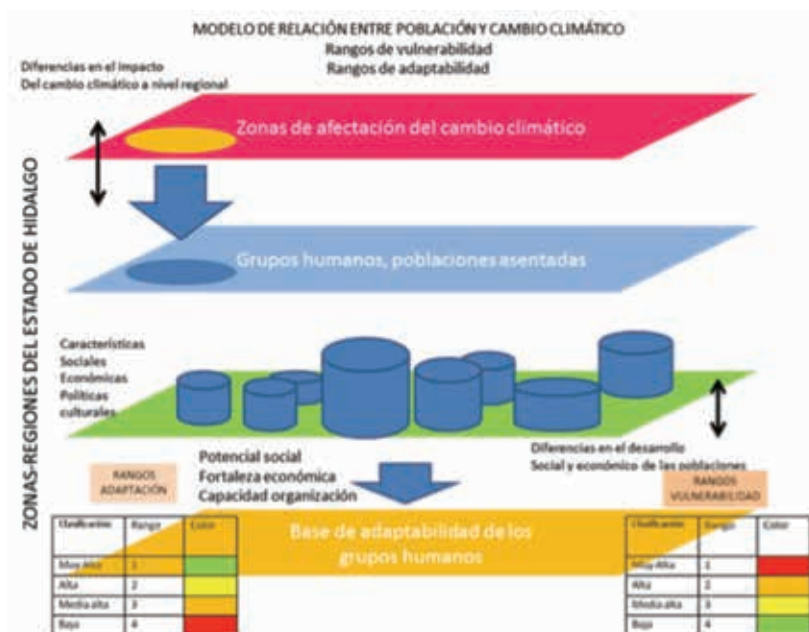 MODELO DE RELACIÓN ENTRE POBLACIÓN Y CAMBIO CLIMÁTICO
Rangos de vulnerabilidad
Rangos de adaptabilidad
Diferencias en el impacto
Del cambio climático a nivel regional
ZONAS-REGIONES DEL ESTADO DE HIDALGO
Zonas de afectación del cambio climático
Grupos humanos, poblaciones asentadas
Características
Sociales
Económicas
Políticas
culturales
Potencial social
Fortaleza económica
Capacidad organización
Diferencias en el desarrollo
Social y económico de las poblaciones
RANGOS
ADAPTACIÓN
RANGOS
VULNERABILIDAD
Base de adaptabilidad de los
grupos humanos
Clasificación Rango Color
Muy Alta 1
Alta 2
Media alta 3
Baja 4
Clasificación Rango Color
Muy Alta 1
Alta 2
Media alta 3
Baja 4